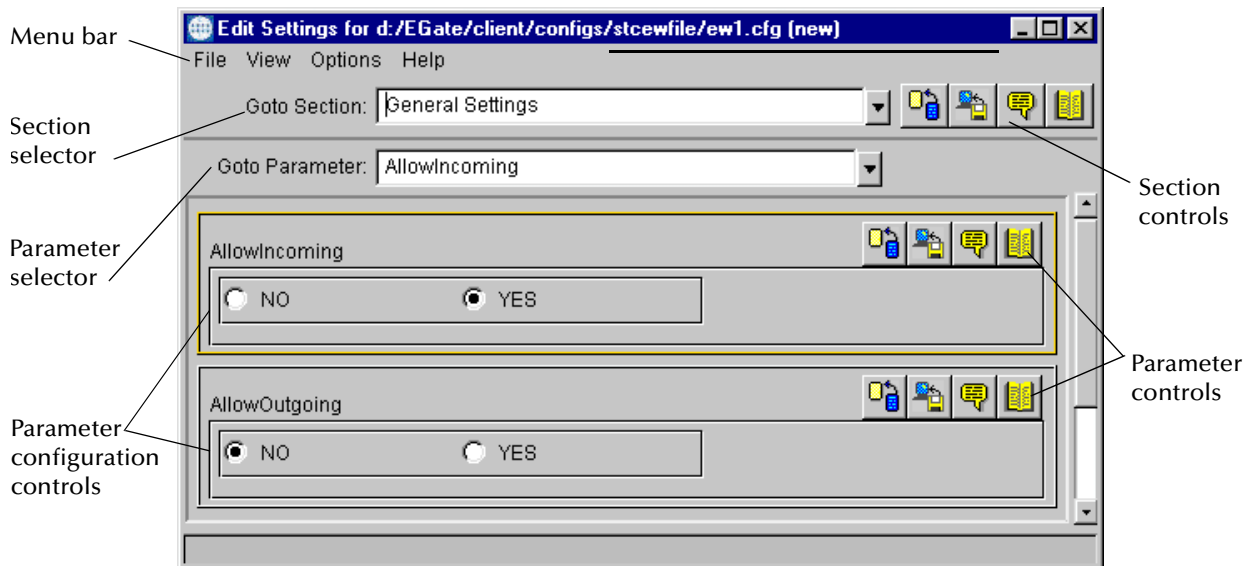 Menu bar
Edit Settings for d:/EGate/client/configs/stcewfile/ew1.cfg (new)
File View Options Help
Goto Section: General Settings
Section
selector
Goto Parameter: AllowIncoming
Section
controls
Parameter
selector
AllowIncoming
NO YES
Parameter
controls
AllowOutgoing
NO YES
Parameter
configuration
controls